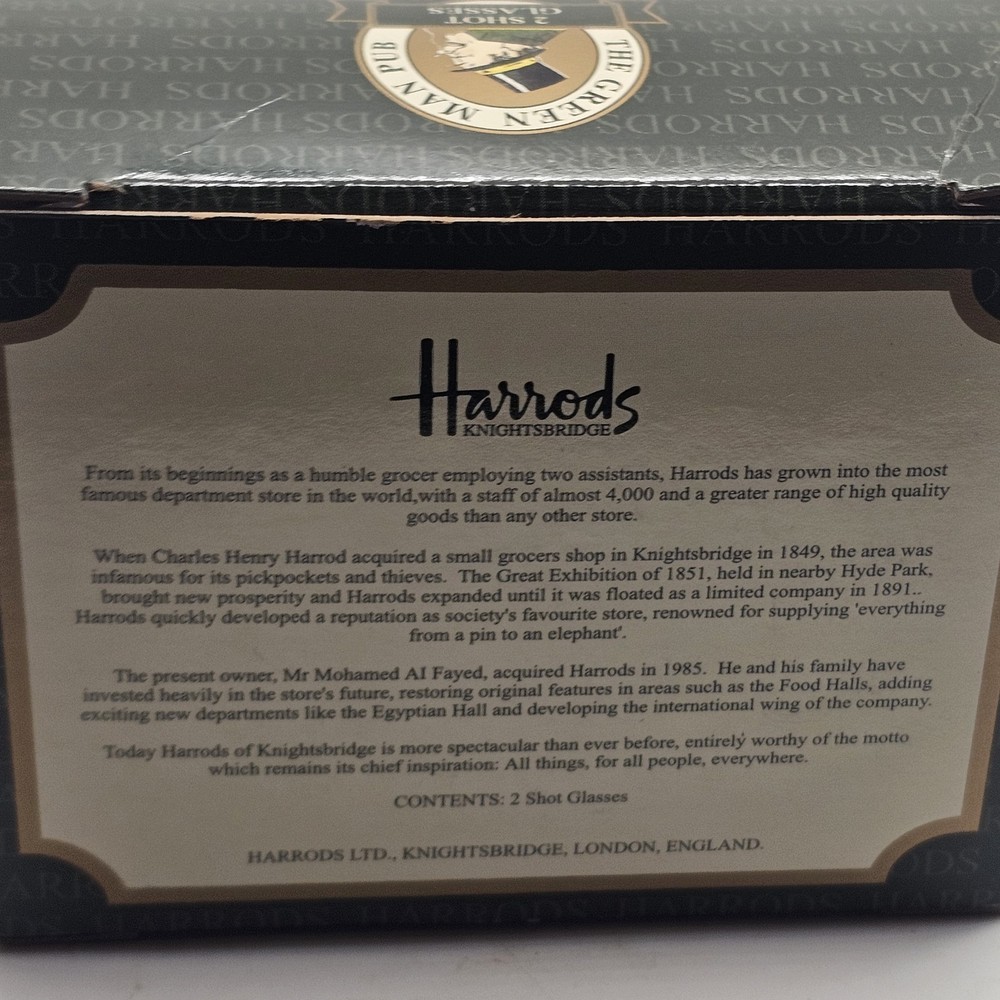 2 SHOT
GLASSES
THE GREEN MAN PUB
HARRODS HARRODS HARRODS
Harrods
KNIGHTSBRIDGE
From its beginnings as a humble grocer employing two assistants, Harrods has grown into the most
famous department store in the world,with a staff of almost 4,000 and a greater range of high quality
goods than any other store.
When Charles Henry Harrod acquired a small grocers shop in Knightsbridge in 1849, the area was
infamous for its pickpockets and thieves. The Great Exhibition of 1851, held in nearby Hyde Park,
brought new prosperity and Harrods expanded until it was floated as a limited company in 1891..
Harrods quickly developed a reputation as society's favourite store, renowned for supplying 'everything
from a pin to an elephant'.
The present owner, Mr Mohamed AI Fayed, acquired Harrods in 1985. He and his family have
invested heavily in the store's future, restoring original features in areas such as the Food Halls, adding
exciting new departments like the Egyptian Hall and developing the international wing of the company.
Today Harrods of Knightsbridge is more spectacular than ever before, entirely worthy of the motto
which remains its chief inspiration: All things, for all people, everywhere.
CONTENTS: 2 Shot Glasses
HARRODS LTD., KNIGHTSBRIDGE, LONDON, ENGLAND.